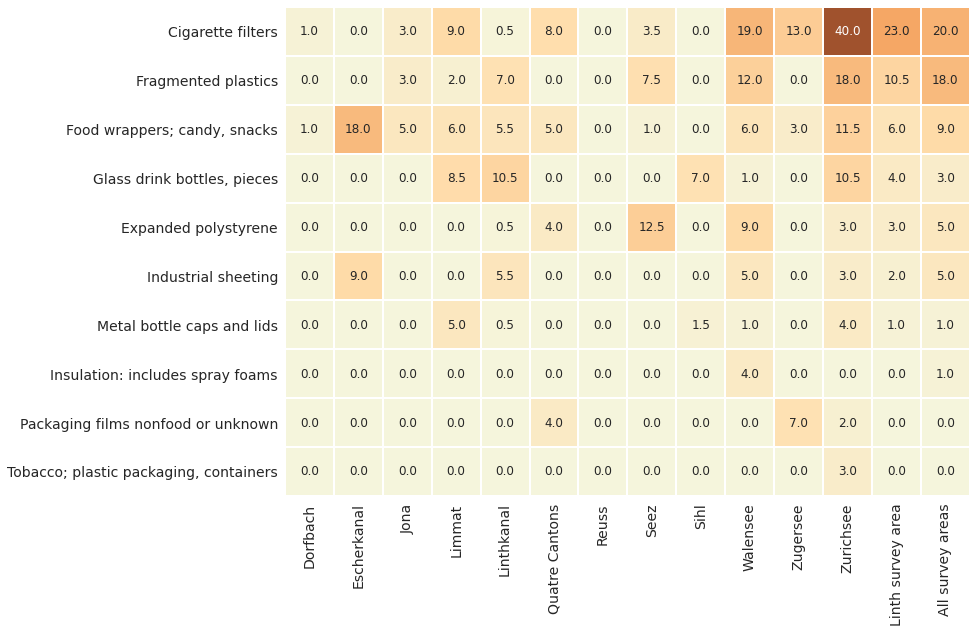 Cigarette filters 1.0 0.0 3.0 9.0 0.5 8.0 0.0 3.5 0.0 19.0 13.0 40.0 23.0 20.0
Fragmented plastics 0.0 0.0 3.0 2.0 7.0 0.0 0.0 7.5 0.0 12.0 0.0 18.0 10.5 18.0
Food wrappers; candy, snacks 1.0 18.0 5.0 6.0 5.5 5.0 0.0 1.0 0.0 6.0 3.0 11.5 6.0 9.0
Glass drink bottles, pieces 0.0 0.0 0.0 8.5 10.5 0.0 0.0 0.0 7.0 1.0 0.0 10.5 4.0 3.0
Expanded polystyrene 0.0 0.0 0.0 0.0 0.5 4.0 0.0 12.5 0.0 9.0 0.0 3.0 3.0 5.0
Industrial sheeting 0.0 9.0 0.0 0.0 5.5 0.0 0.0 0.0 0.0 5.0 0.0 3.0 2.0 5.0
Metal bottle caps and lids 0.0 0.0 0.0 5.0 0.5 0.0 0.0 0.0 1.5 1.0 0.0 4.0 1.0 1.0
Insulation: includes spray foams 0.0 0.0 0.0 0.0 0.0 0.0 0.0 0.0 0.0 4.0 0.0 0.0 0.0 1.0
Packaging films nonfood or unknown 0.0 0.0 0.0 0.0 0.0 4.0 0.0 0.0 0.0 0.0 7.0 2.0 0.0 0.0
Tobacco; plastic packaging, containers 0.0 0.0 0.0 0.0 0.0 0.0 0.0 0.0 0.0 0.0 0.0 3.0 0.0 0.0
Dorfbach
Escherkanal
Jona
Limmat
Linthkanal
Quatre Cantons
Reuss
Seez
Sihl
Walensee
Zugersee
Zurichsee
Linth survey area
All survey areas